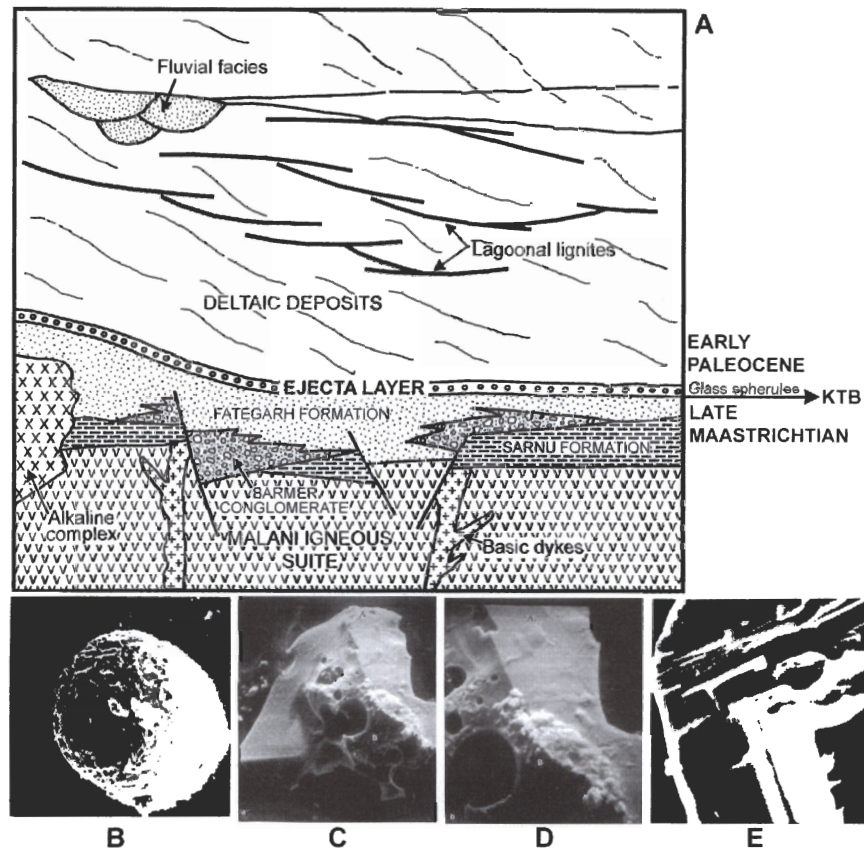 A
Fluvial facies
Lagoonal lignites
DELTAIC DEPOSITS
EARLY
PALEOCENE
EJECTA LAYER
Glass spherules
KTB
FATEGARH FORMATION
LATE
MAASTRICHTIAN
SARNU FORMATION
BARMER
CONGLOMERATE
Alkaline
complex
MALANI IGNEOUS
SUITE
Basic dykes
B
C
D
E